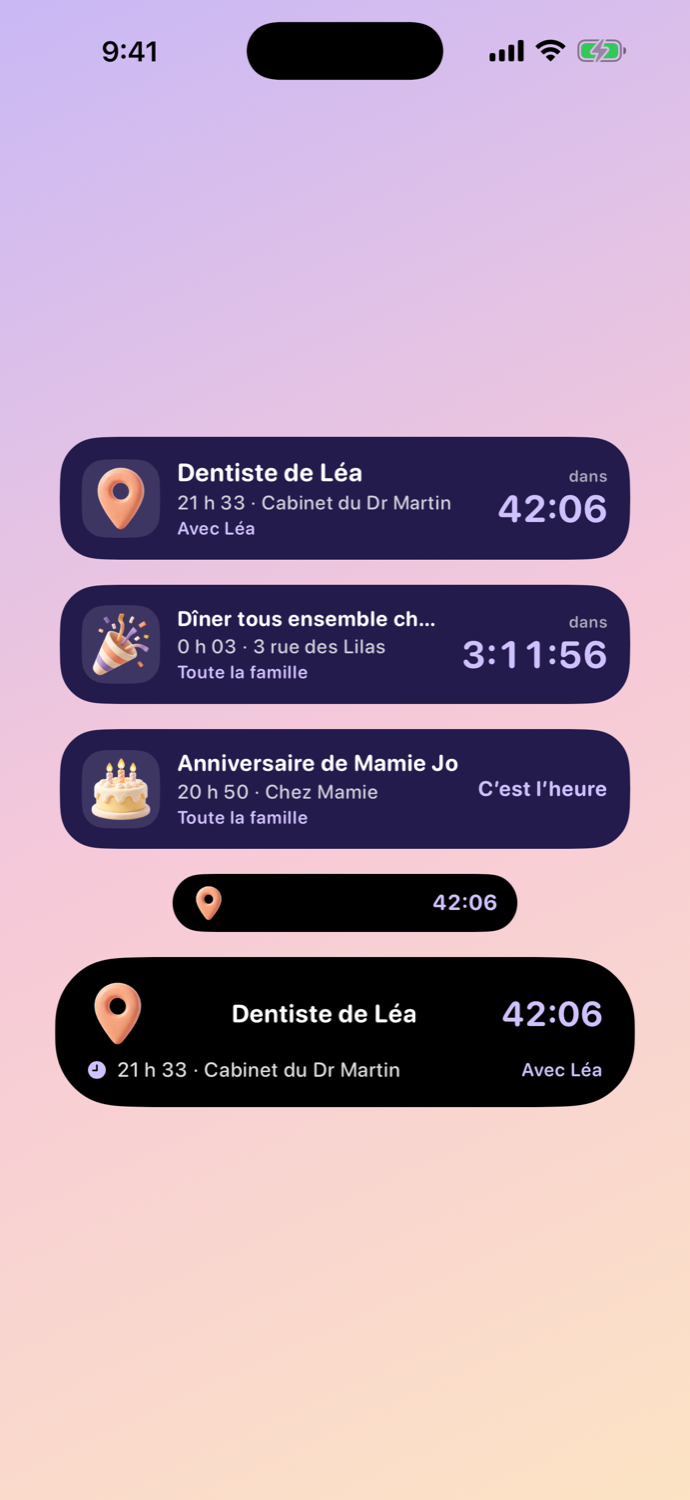 9:41
Dentiste de Léa
21 h 33 · Cabinet du Dr Martin
Avec Léa
dans
42:06
Dîner tous ensemble ch...
0 h 03 · 3 rue des Lilas
Toute la famille
dans
3:11:56
Anniversaire de Mamie Jo
20 h 50 · Chez Mamie
Toute la famille
C’est l’heure
42:06
Dentiste de Léa
42:06
21 h 33 · Cabinet du Dr Martin
Avec Léa